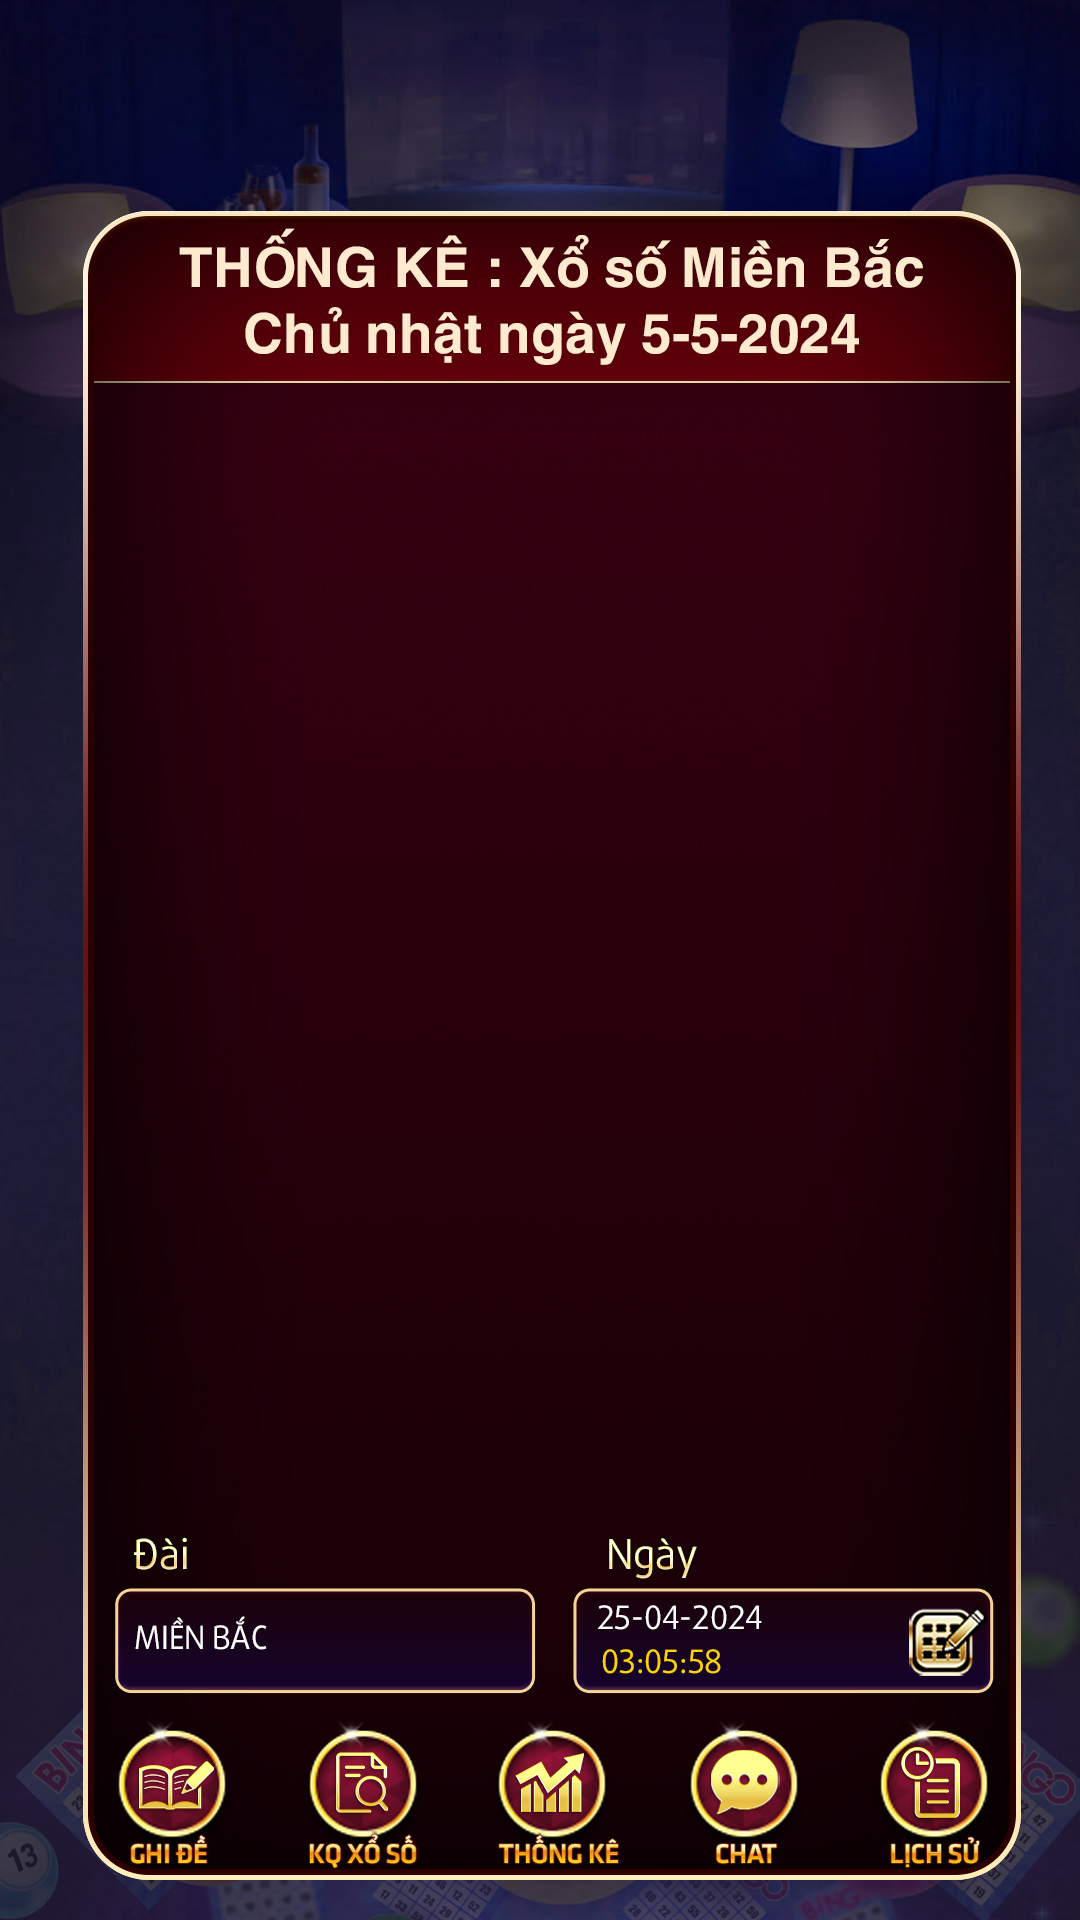 THỐNG KÊ : Xổ số Miền Bắc
Chủ nhật ngày 5-5-2024
Đài
Ngày
MIỀN BẮC
25-04-2024
03:05:58
GHI ĐỀ
KQ XỔ SỐ
THỐNG KÊ
CHAT
LỊCH SỬ
13